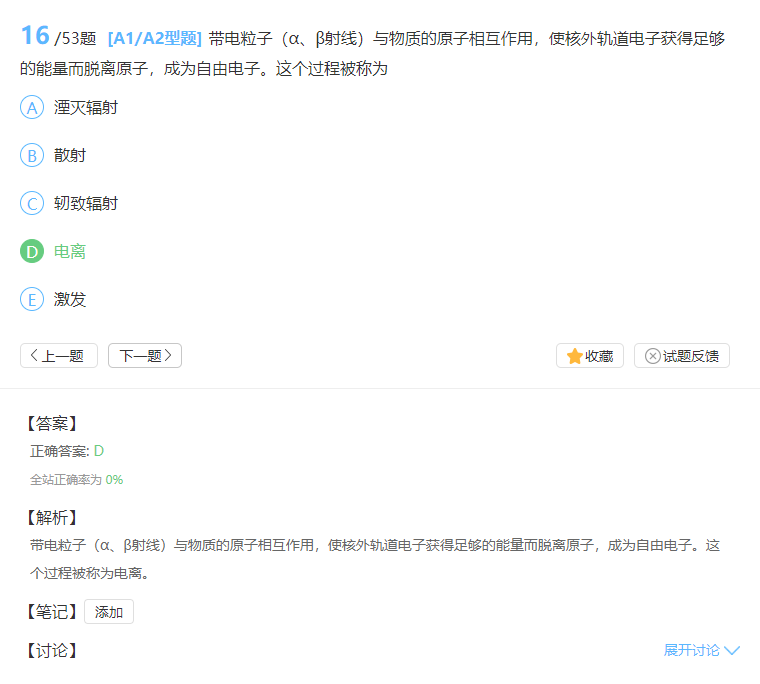 16 /53题 [A1/A2型题] 带电粒子（α、β射线）与物质的原子相互作用，使核外轨道电子获得足够
的能量而脱离原子，成为自由电子。这个过程被称为
A 湮灭辐射
B 散射
C 轫致辐射
D 电离
E 激发
上一题 下一题 收藏 试题反馈
【答案】
正确答案: D
全站正确率为 0%
【解析】
带电粒子（α、β射线）与物质的原子相互作用，使核外轨道电子获得足够的能量而脱离原子，成为自由电子。这
个过程被称为电离。
【笔记】 添加
【讨论】 展开讨论